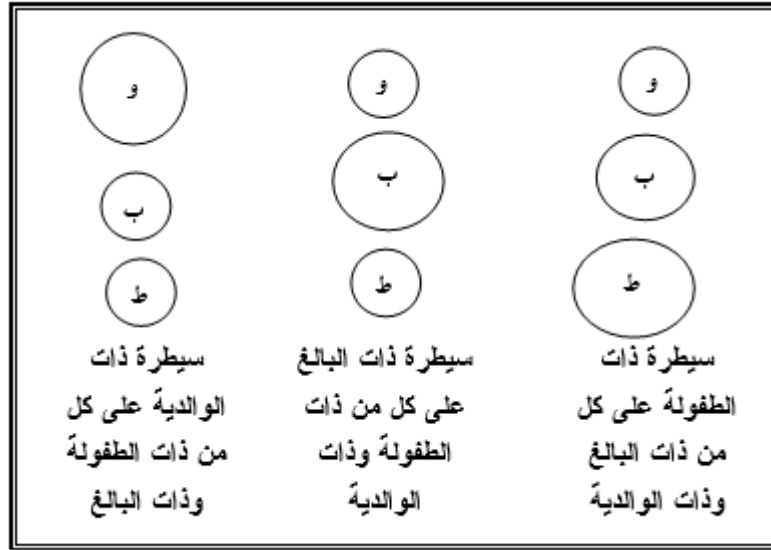 و
ب
ط
سيطرة ذات
الطفولة على كل
من ذات البالغ
وذات الوالدية
و
ب
ط
سيطرة ذات البالغ
على كل من ذات
الطفولة وذات
الوالدية
و
ب
ط
سيطرة ذات
الوالدية على كل
من ذات الطفولة
وذات البالغ